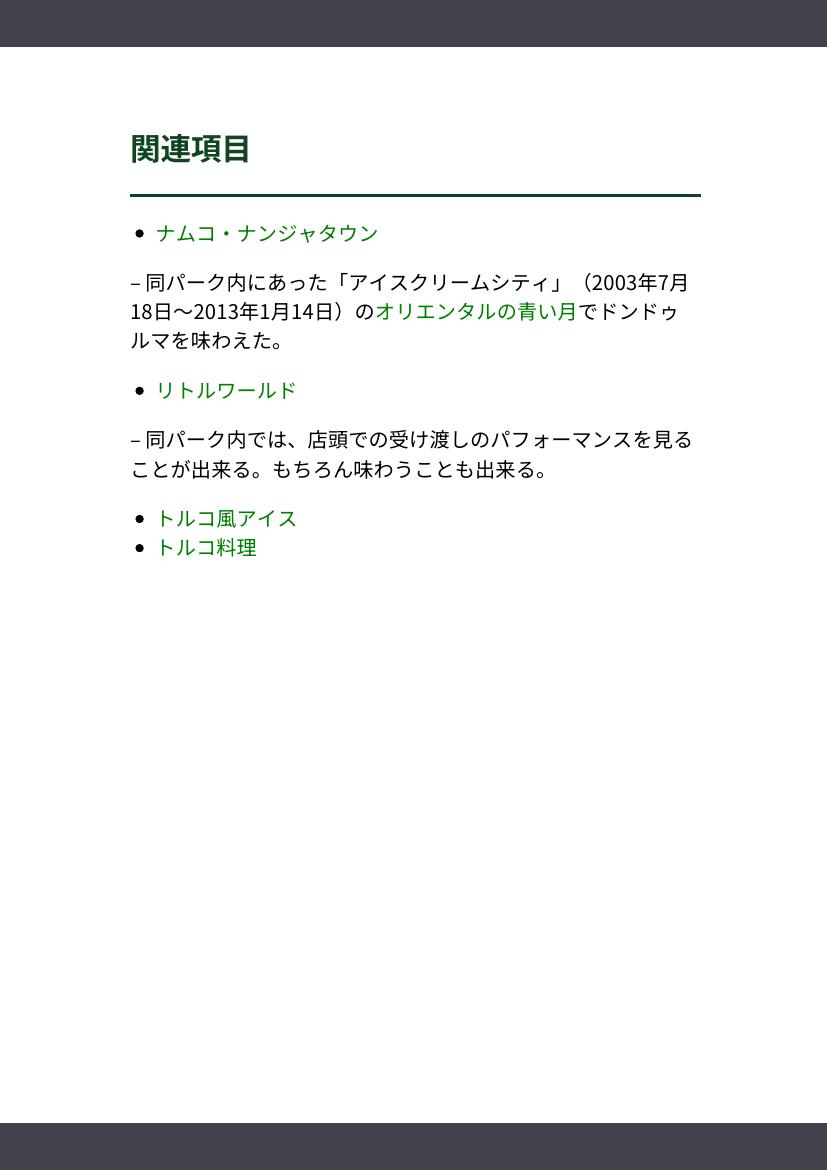 関連項目
• ナムコ・ナンジャタウン
– 同パーク内にあった「アイスクリームシティ」（2003年7月
18日〜2013年1月14日）のオリエンタルの青い月でドンドゥ
ルマを味わえた。
• リトルワールド
– 同パーク内では、店頭での受け渡しのパフォーマンスを見る
ことが出来る。もちろん味わうことも出来る。
• トルコ風アイス
• トルコ料理